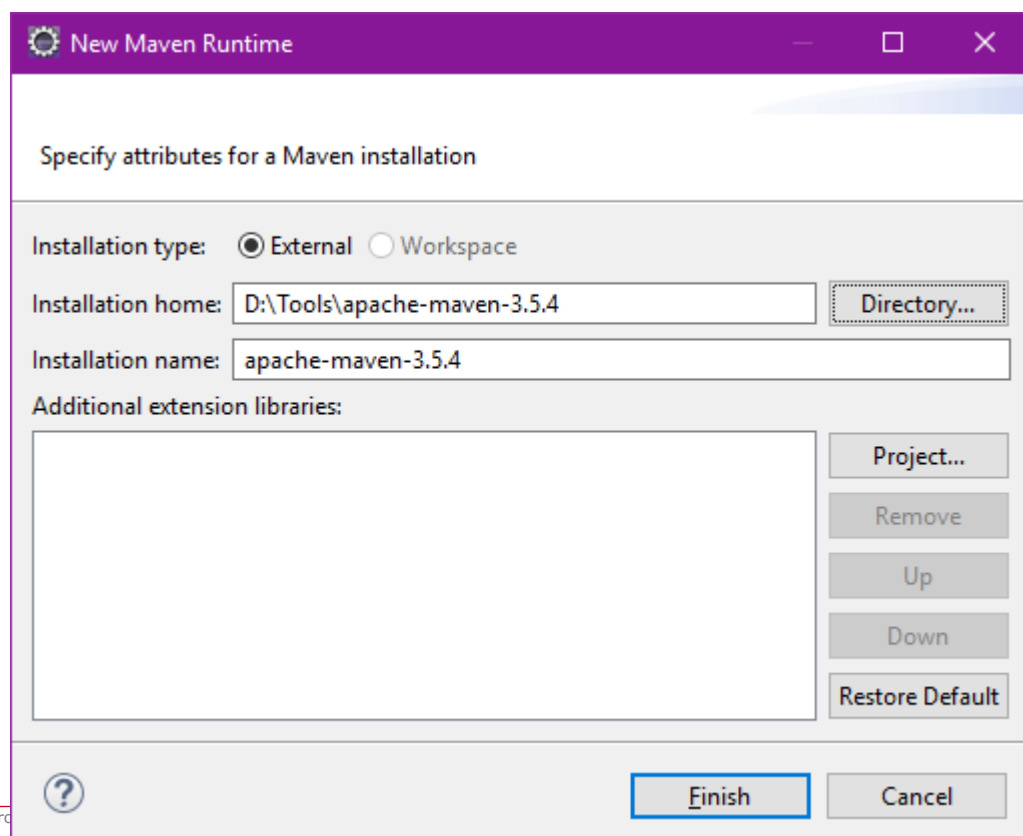 New Maven Runtime
Specify attributes for a Maven installation
Installation type: External Workspace
Installation home: D:\Tools\apache-maven-3.5.4 Directory...
Installation name: apache-maven-3.5.4
Additional extension libraries:
Project...
Remove
Up
Down
Restore Default
? Finish Cancel